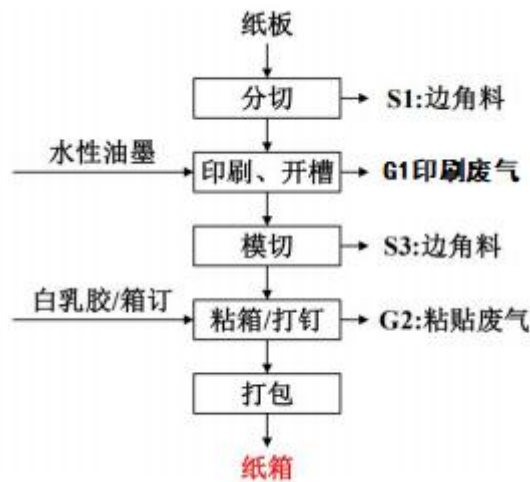 纸板
分切
S1:边角料
水性油墨
印刷、开槽
G1印刷废气
模切
S3:边角料
白乳胶/箱订
粘箱/打钉
G2:粘贴废气
打包
纸箱